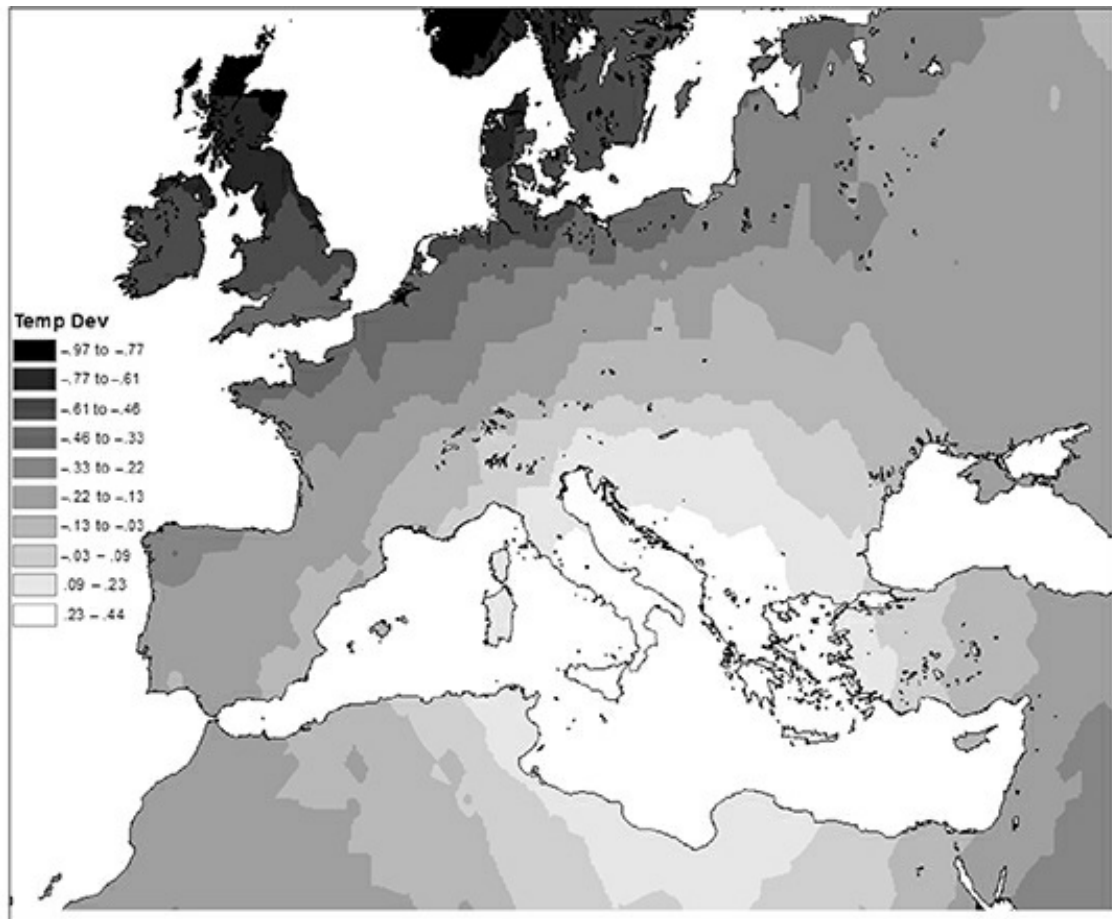 Temp Dev
-.97 to -.77
-.77 to -.61
-.61 to -.46
-.46 to -.33
-.33 to -.22
-.22 to -.13
-.13 to -.03
-.03 - .09
.09 - .23
.23 - .44